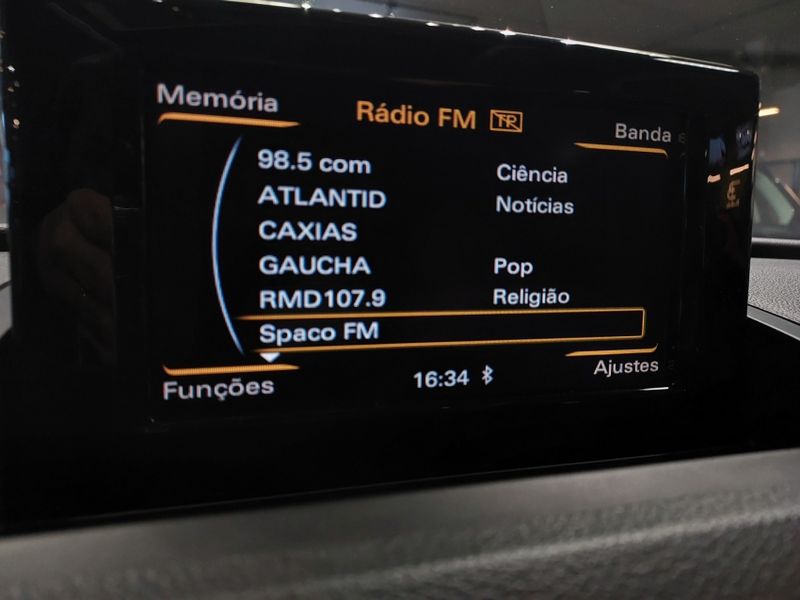 Memória
Rádio FM TP
Banda
98.5 com Ciência
ATLANTID Notícias
CAXIAS
GAUCHA Pop
RMD107.9 Religião
Spaco FM
Funções
16:34
Ajustes